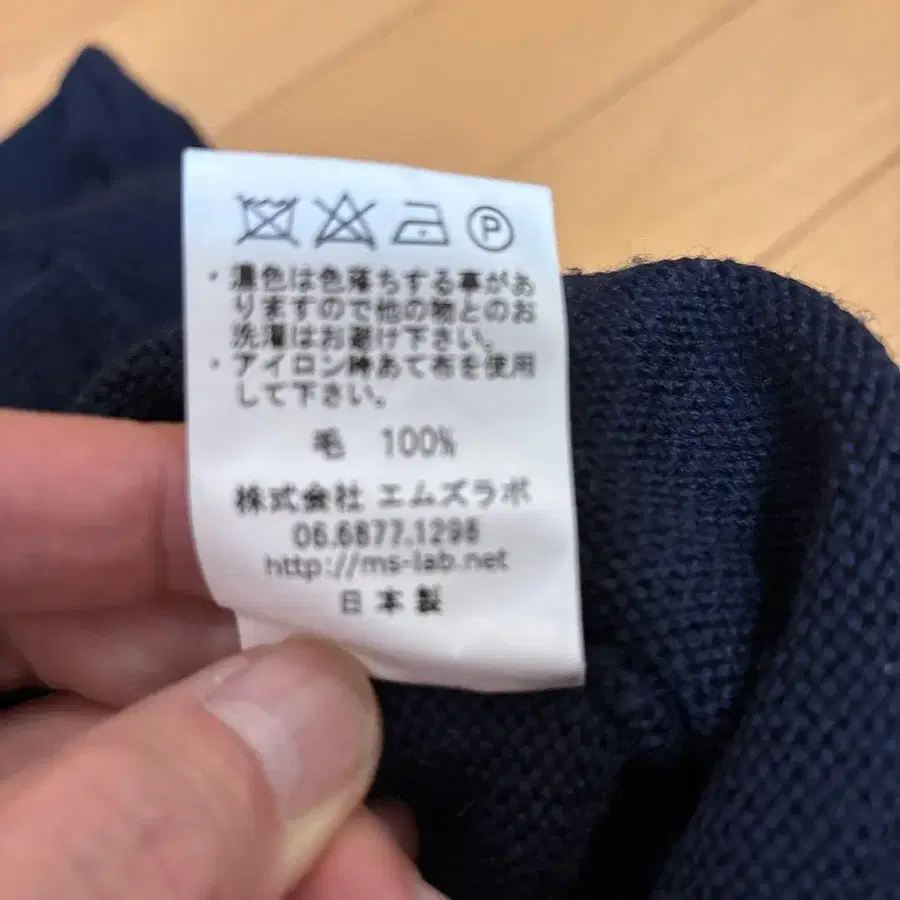 P
・濃色は色落ちする事があ
りますので他の物とのお
洗濯はお避け下さい。
・アイロン時あて布を使用
して下さい。
毛 100%
株式会社 エムズラボ
06.6877.1298
http://ms-lab.net
日本製